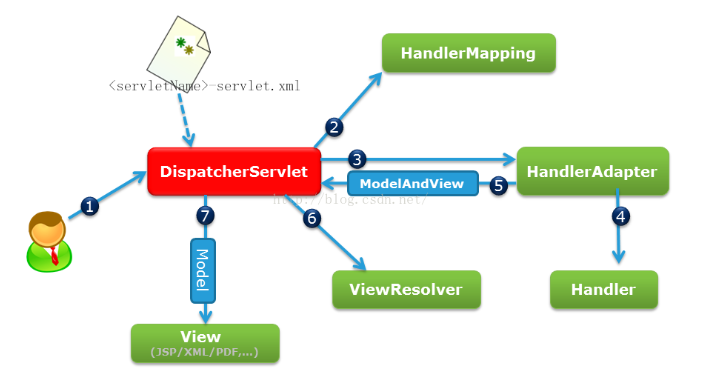 <servletName>-servlet.xml
HandlerMapping
2
3
DispatcherServlet
HandlerAdapter
ModelAndView
5
http://blog.csdn.net/
1
7
6
4
Model
ViewResolver
Handler
View
(JSP/XML/PDF,...)